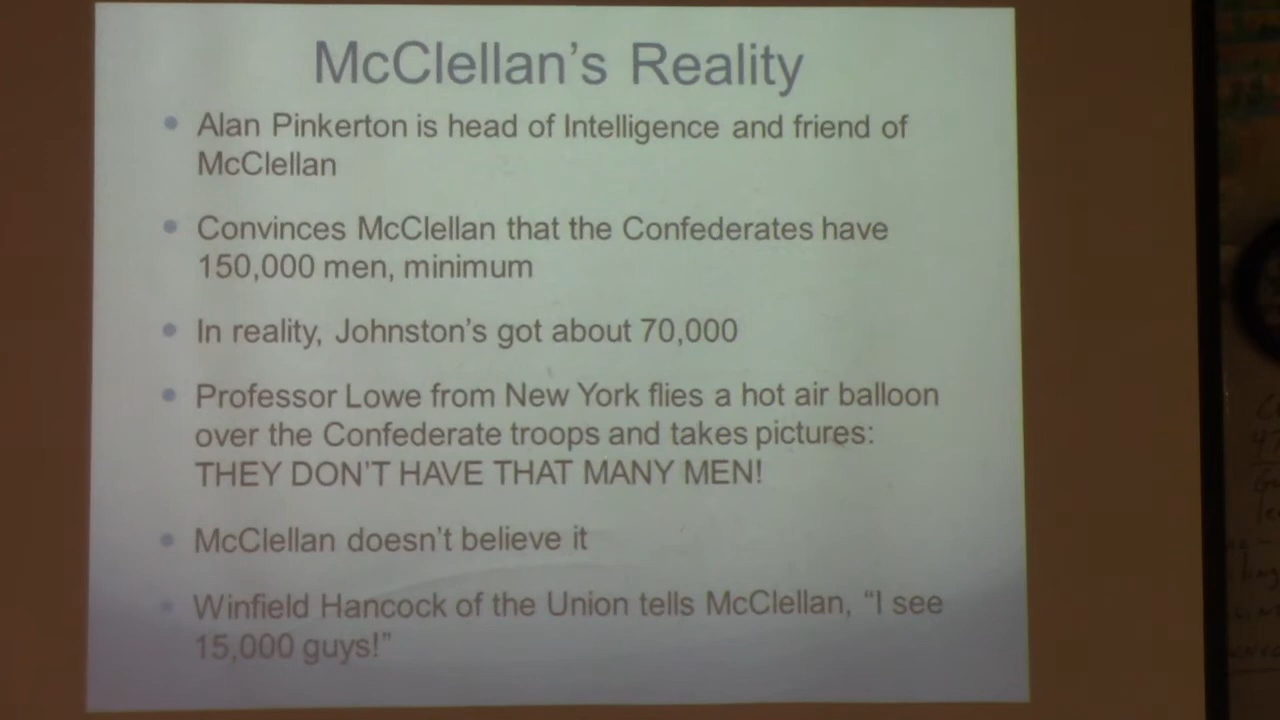 McClellan’s Reality
• Alan Pinkerton is head of Intelligence and friend of
McClellan
• Convinces McClellan that the Confederates have
150,000 men, minimum
• In reality, Johnston’s got about 70,000
• Professor Lowe from New York flies a hot air balloon
over the Confederate troops and takes pictures:
THEY DON’T HAVE THAT MANY MEN!
• McClellan doesn’t believe it
• Winfield Hancock of the Union tells McClellan, “I see
15,000 guys!”